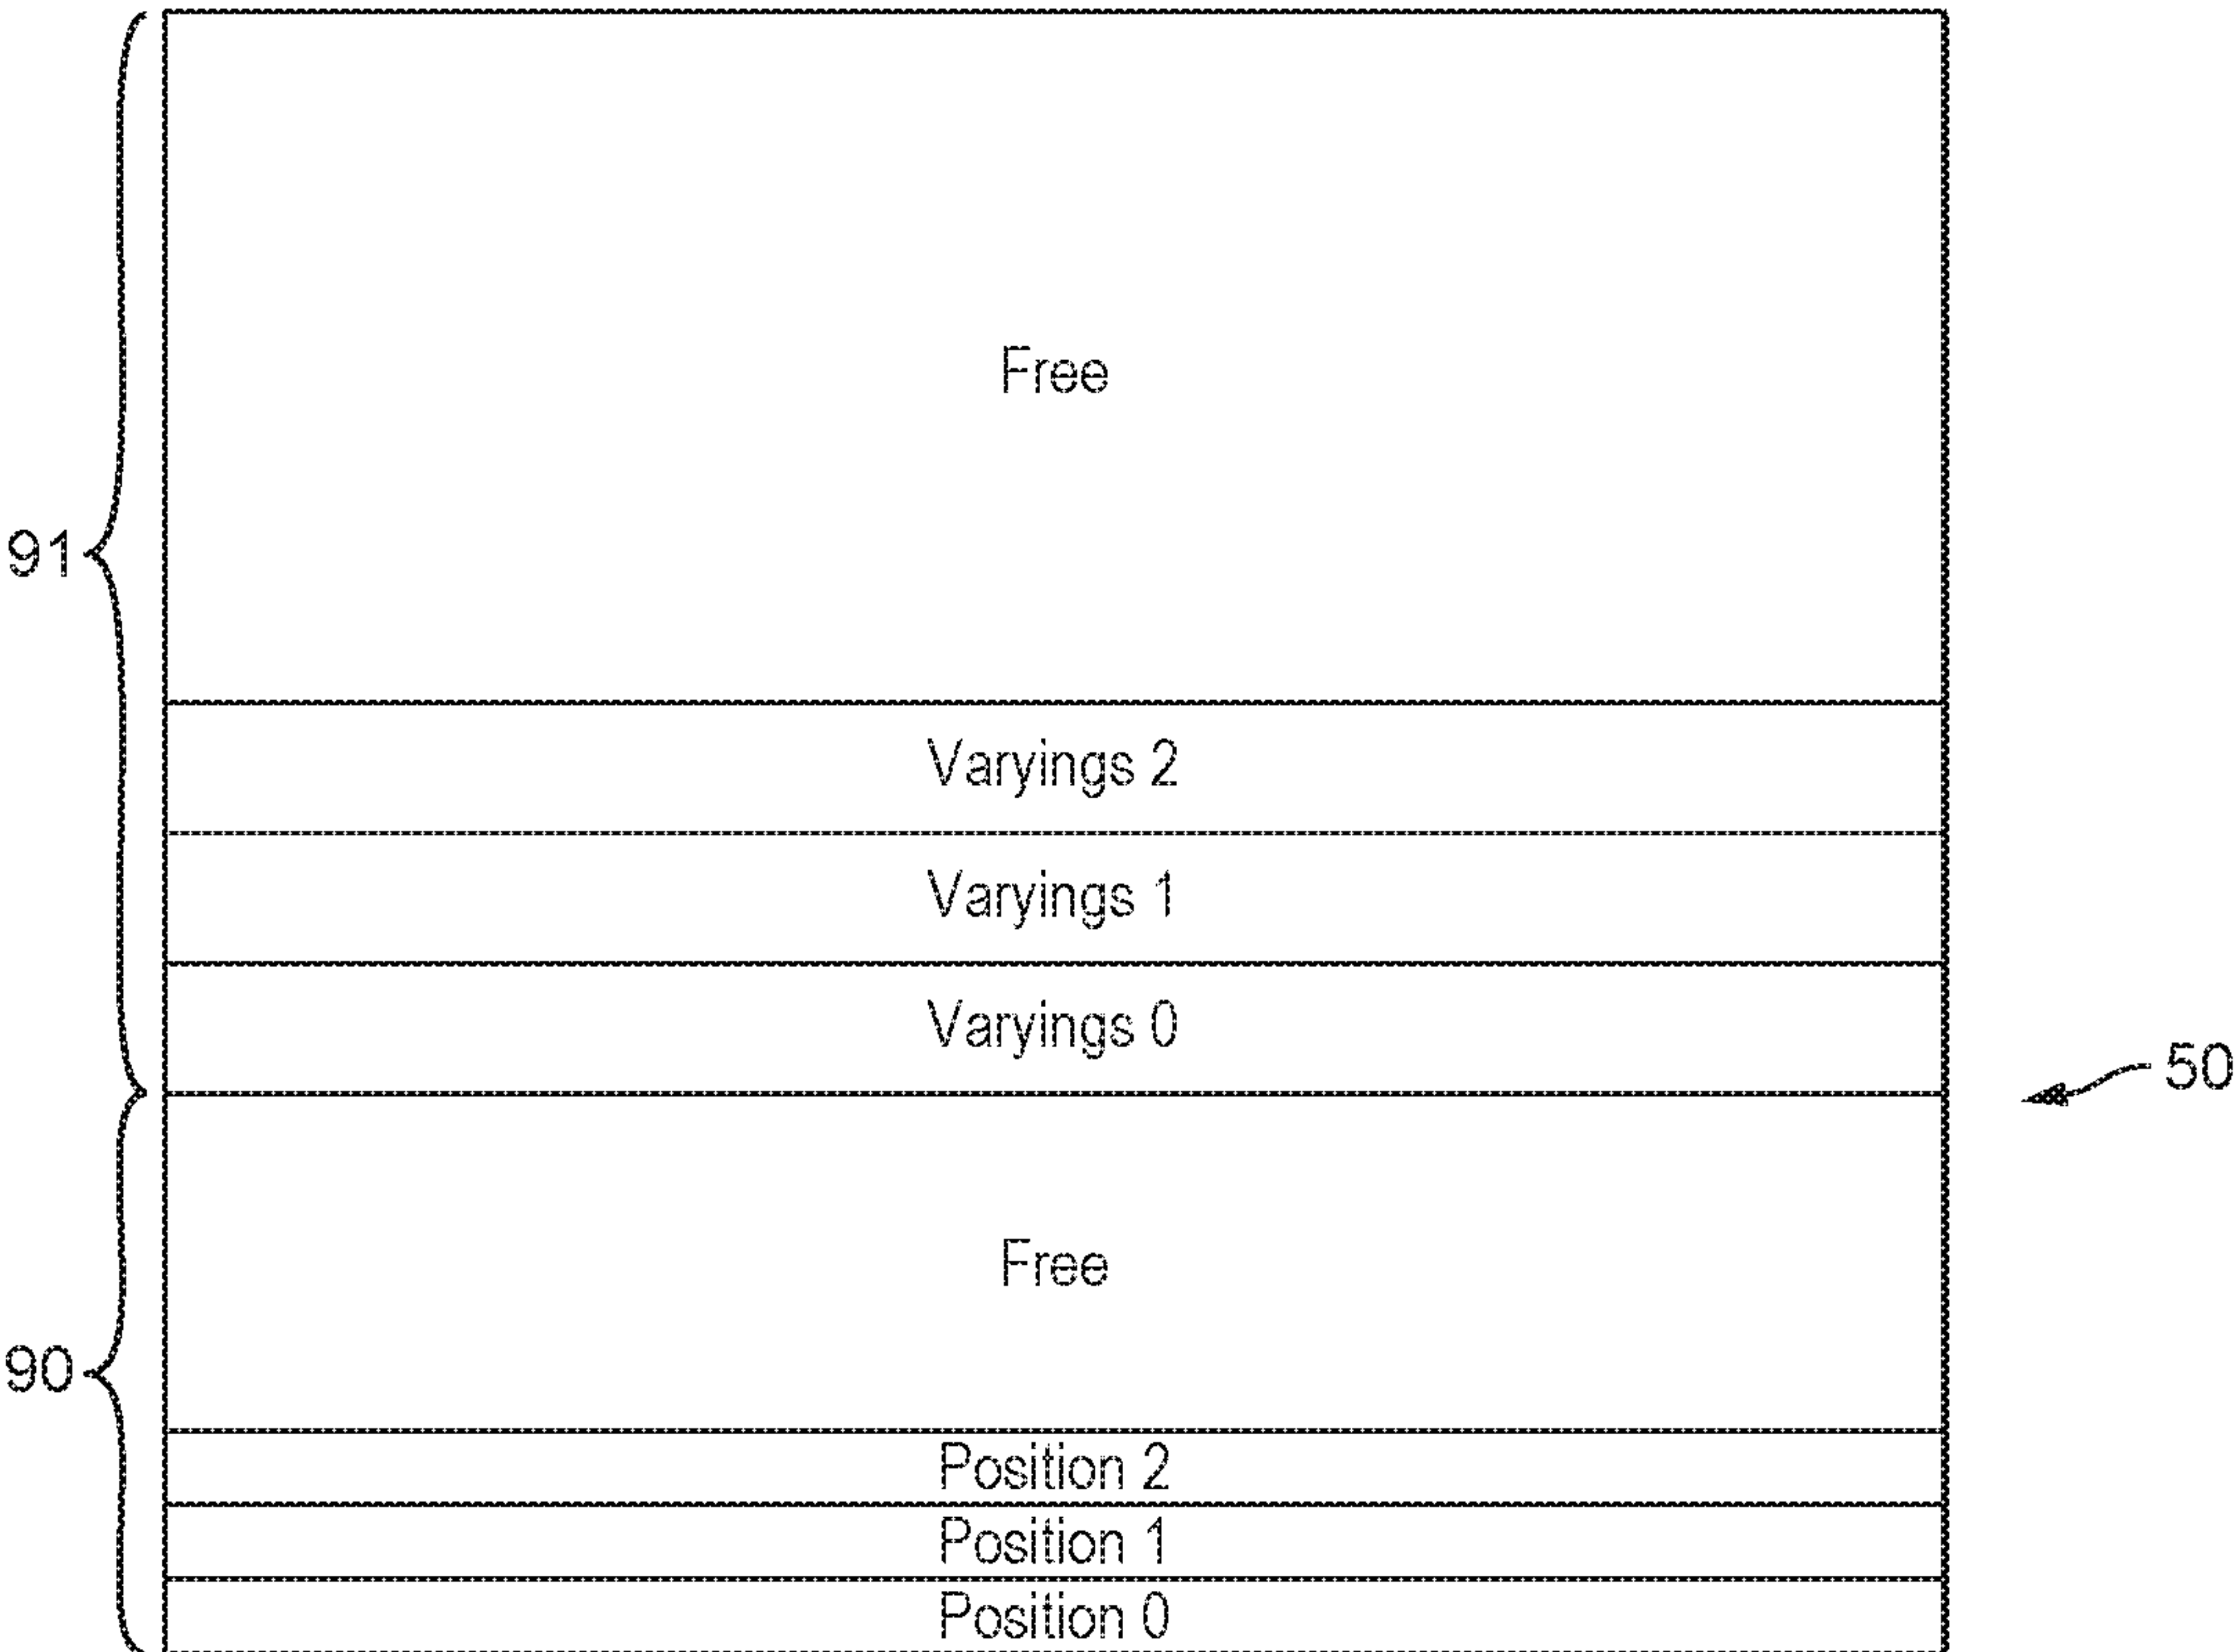 Free
91
Varyings 2
Varyings 1
Varyings 0
50
Free
90
Position 2
Position 1
Position 0